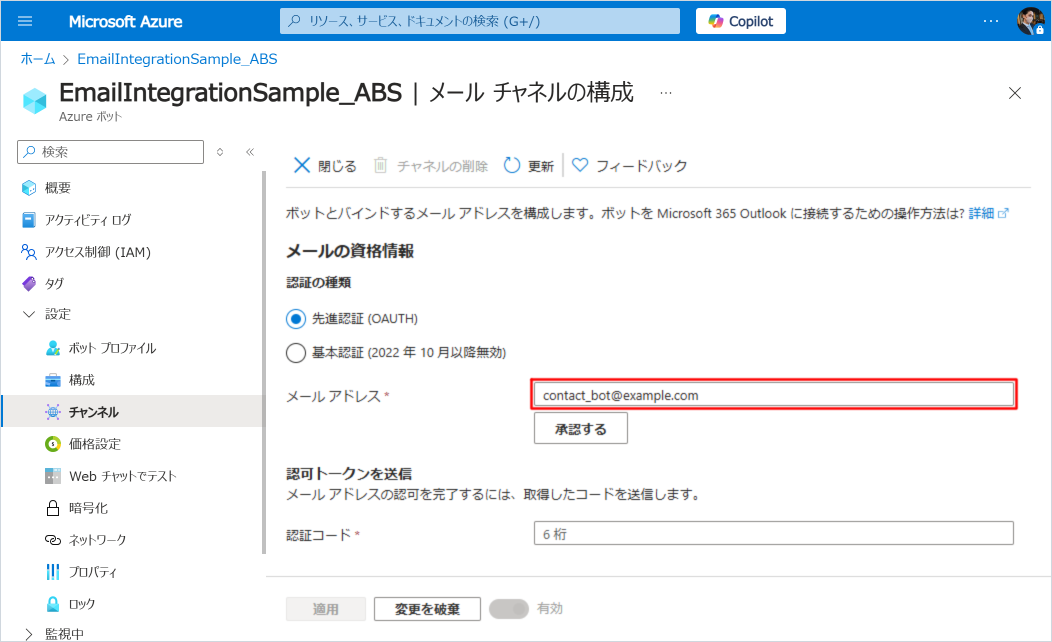 Microsoft Azure
リソース、サービス、ドキュメントの検索 (G+/)
Copilot
ホーム > EmailIntegrationSample_ABS
EmailIntegrationSample_ABS | メール チャネルの構成
Azure ボット
検索
概要
アクティビティ ログ
アクセス制御 (IAM)
タグ
設定
ボット プロファイル
構成
チャンネル
価格設定
Web チャットでテスト
暗号化
ネットワーク
プロパティ
ロック
監視中
閉じる
チャネルの削除
更新
フィードバック
ボットとバインドするメール アドレスを構成します。ボットを Microsoft 365 Outlook に接続するための操作方法は? 詳細
メールの資格情報
認証の種類
先進認証 (OAUTH)
基本認証 (2022 年 10 月以降無効)
メール アドレス *
contact_bot@example.com
承認する
認可トークンを送信
メール アドレスの認可を完了するには、取得したコードを送信します。
認証コード *
6 桁
適用
変更を破棄
有効